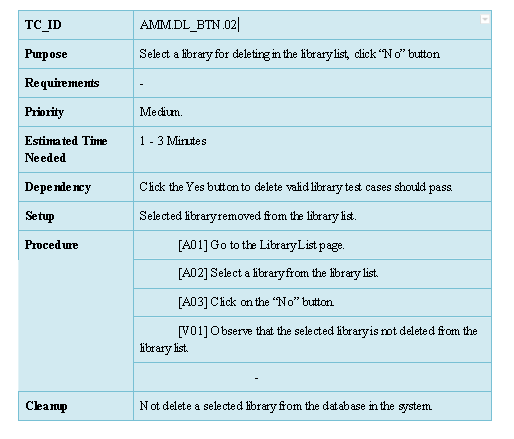 TC_ID AMM.DL_BTN.02
Purpose Select a library for deleting in the library list, click “No” button
Requirements -
Priority Medium.
Estimated Time 1 - 3 Minutes
Needed
Dependency Click the Yes button to delete valid library test cases should pass.
Setup Selected library removed from the library list.
Procedure [A01] Go to the Library List page.
[A02] Select a library from the library list.
[A03] Click on the “No” button.
[V01] Observe that the selected library is not deleted from the
library list.
-
Cleanup Not delete a selected library from the database in the system.